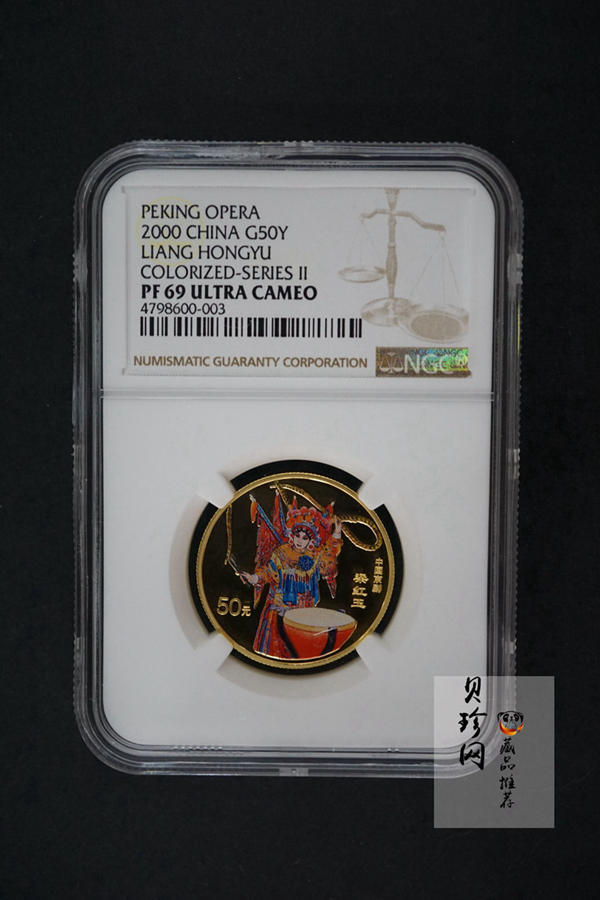 PEKING OPERA
2000 CHINA G50Y
LIANG HONGYU
COLORIZED-SERIES II
PF 69 ULTRA CAMEO
4798600-003
NUMISMATIC GUARANTY CORPORATION
NGC
中国京剧
梁红玉
50元
贝珍网
藏品推荐